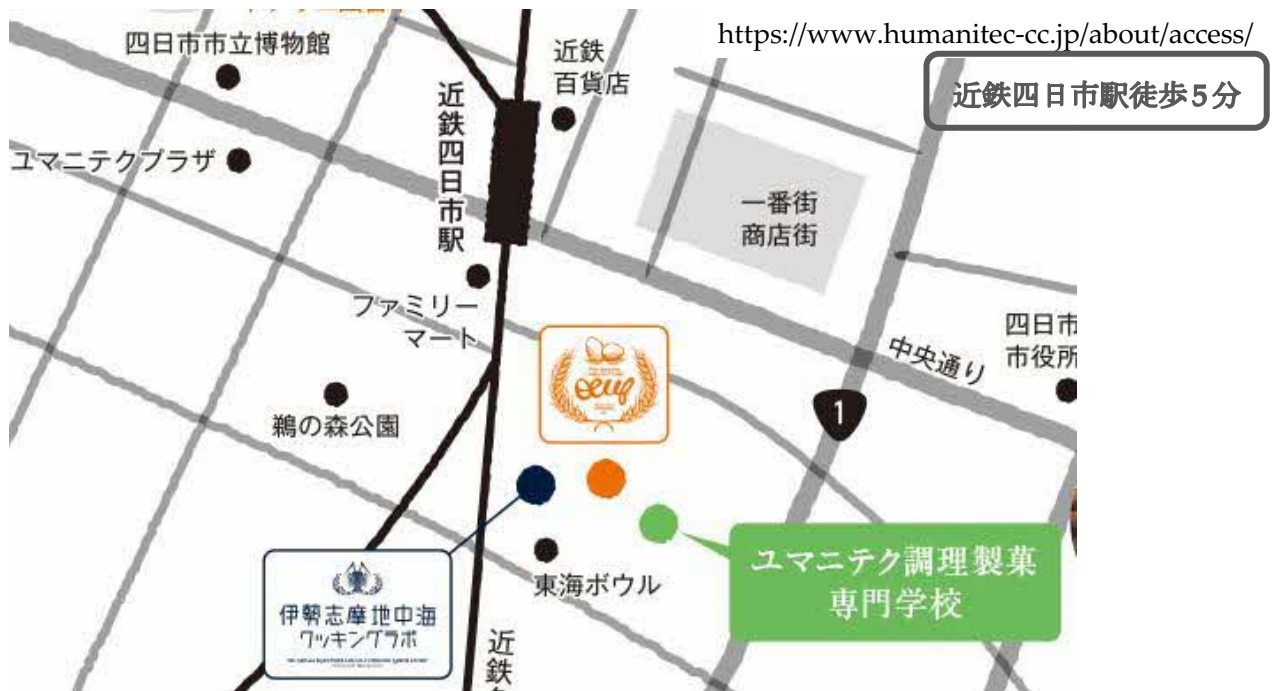 https://www.humanitec-cc.jp/about/access/
近鉄四日市駅徒歩5分
四日市市立博物館
近鉄
百貨店
近鉄四日市駅
ユマニテクプラザ
一番街
商店街
ファミリー
マート
四日市
市役所
中央通り
1
oeuf
鵜の森公園
ユマニテク調理製菓
専門学校
東海ボウル
伊勢志摩地中海
クッキングラボ
近鉄